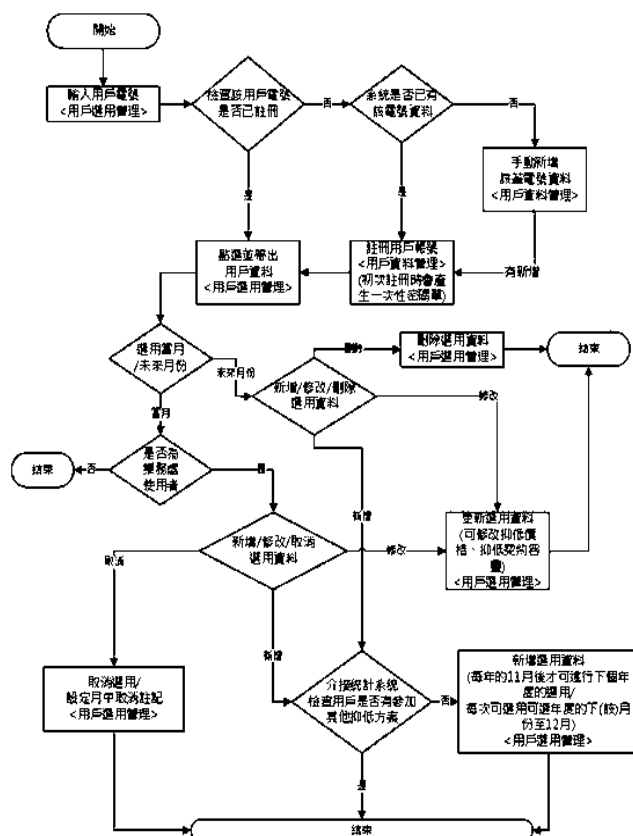 開始
輸入用戶電號
<用戶選用管理>
檢查該用戶電號
是否已註冊
否
系統是否已有
該電號資料
否
手動新增
該筆電號資料
<用戶資料管理>
是
是
有新增
點選並帶出
用戶資料
<用戶選用管理>
註冊用戶帳號
<用戶資料管理>
(初次註冊時會產
生一次性密碼單)
選用當月
/未來月份
未來月份
新增/修改/刪除
選用資料
刪除
刪除選用資料
<用戶選用管理>
結束
修改
當月
是否為
業務處
使用者
否
結束
是
新增
新增/修改/取消
選用資料
修改
更新選用資料
(可修改抑低價
格、抑低契約容
量)
<用戶選用管理>
取消
新增
取消選用/
設定月中取消註記
<用戶選用管理>
介接統計系統
檢查用戶是否有參加
其他抑低方案
否
新增選用資料
(每年的11月後才可進行下個年
度的選用/
每次可選用可選年度的下(該)月
份至12月)
<用戶選用管理>
是
結束